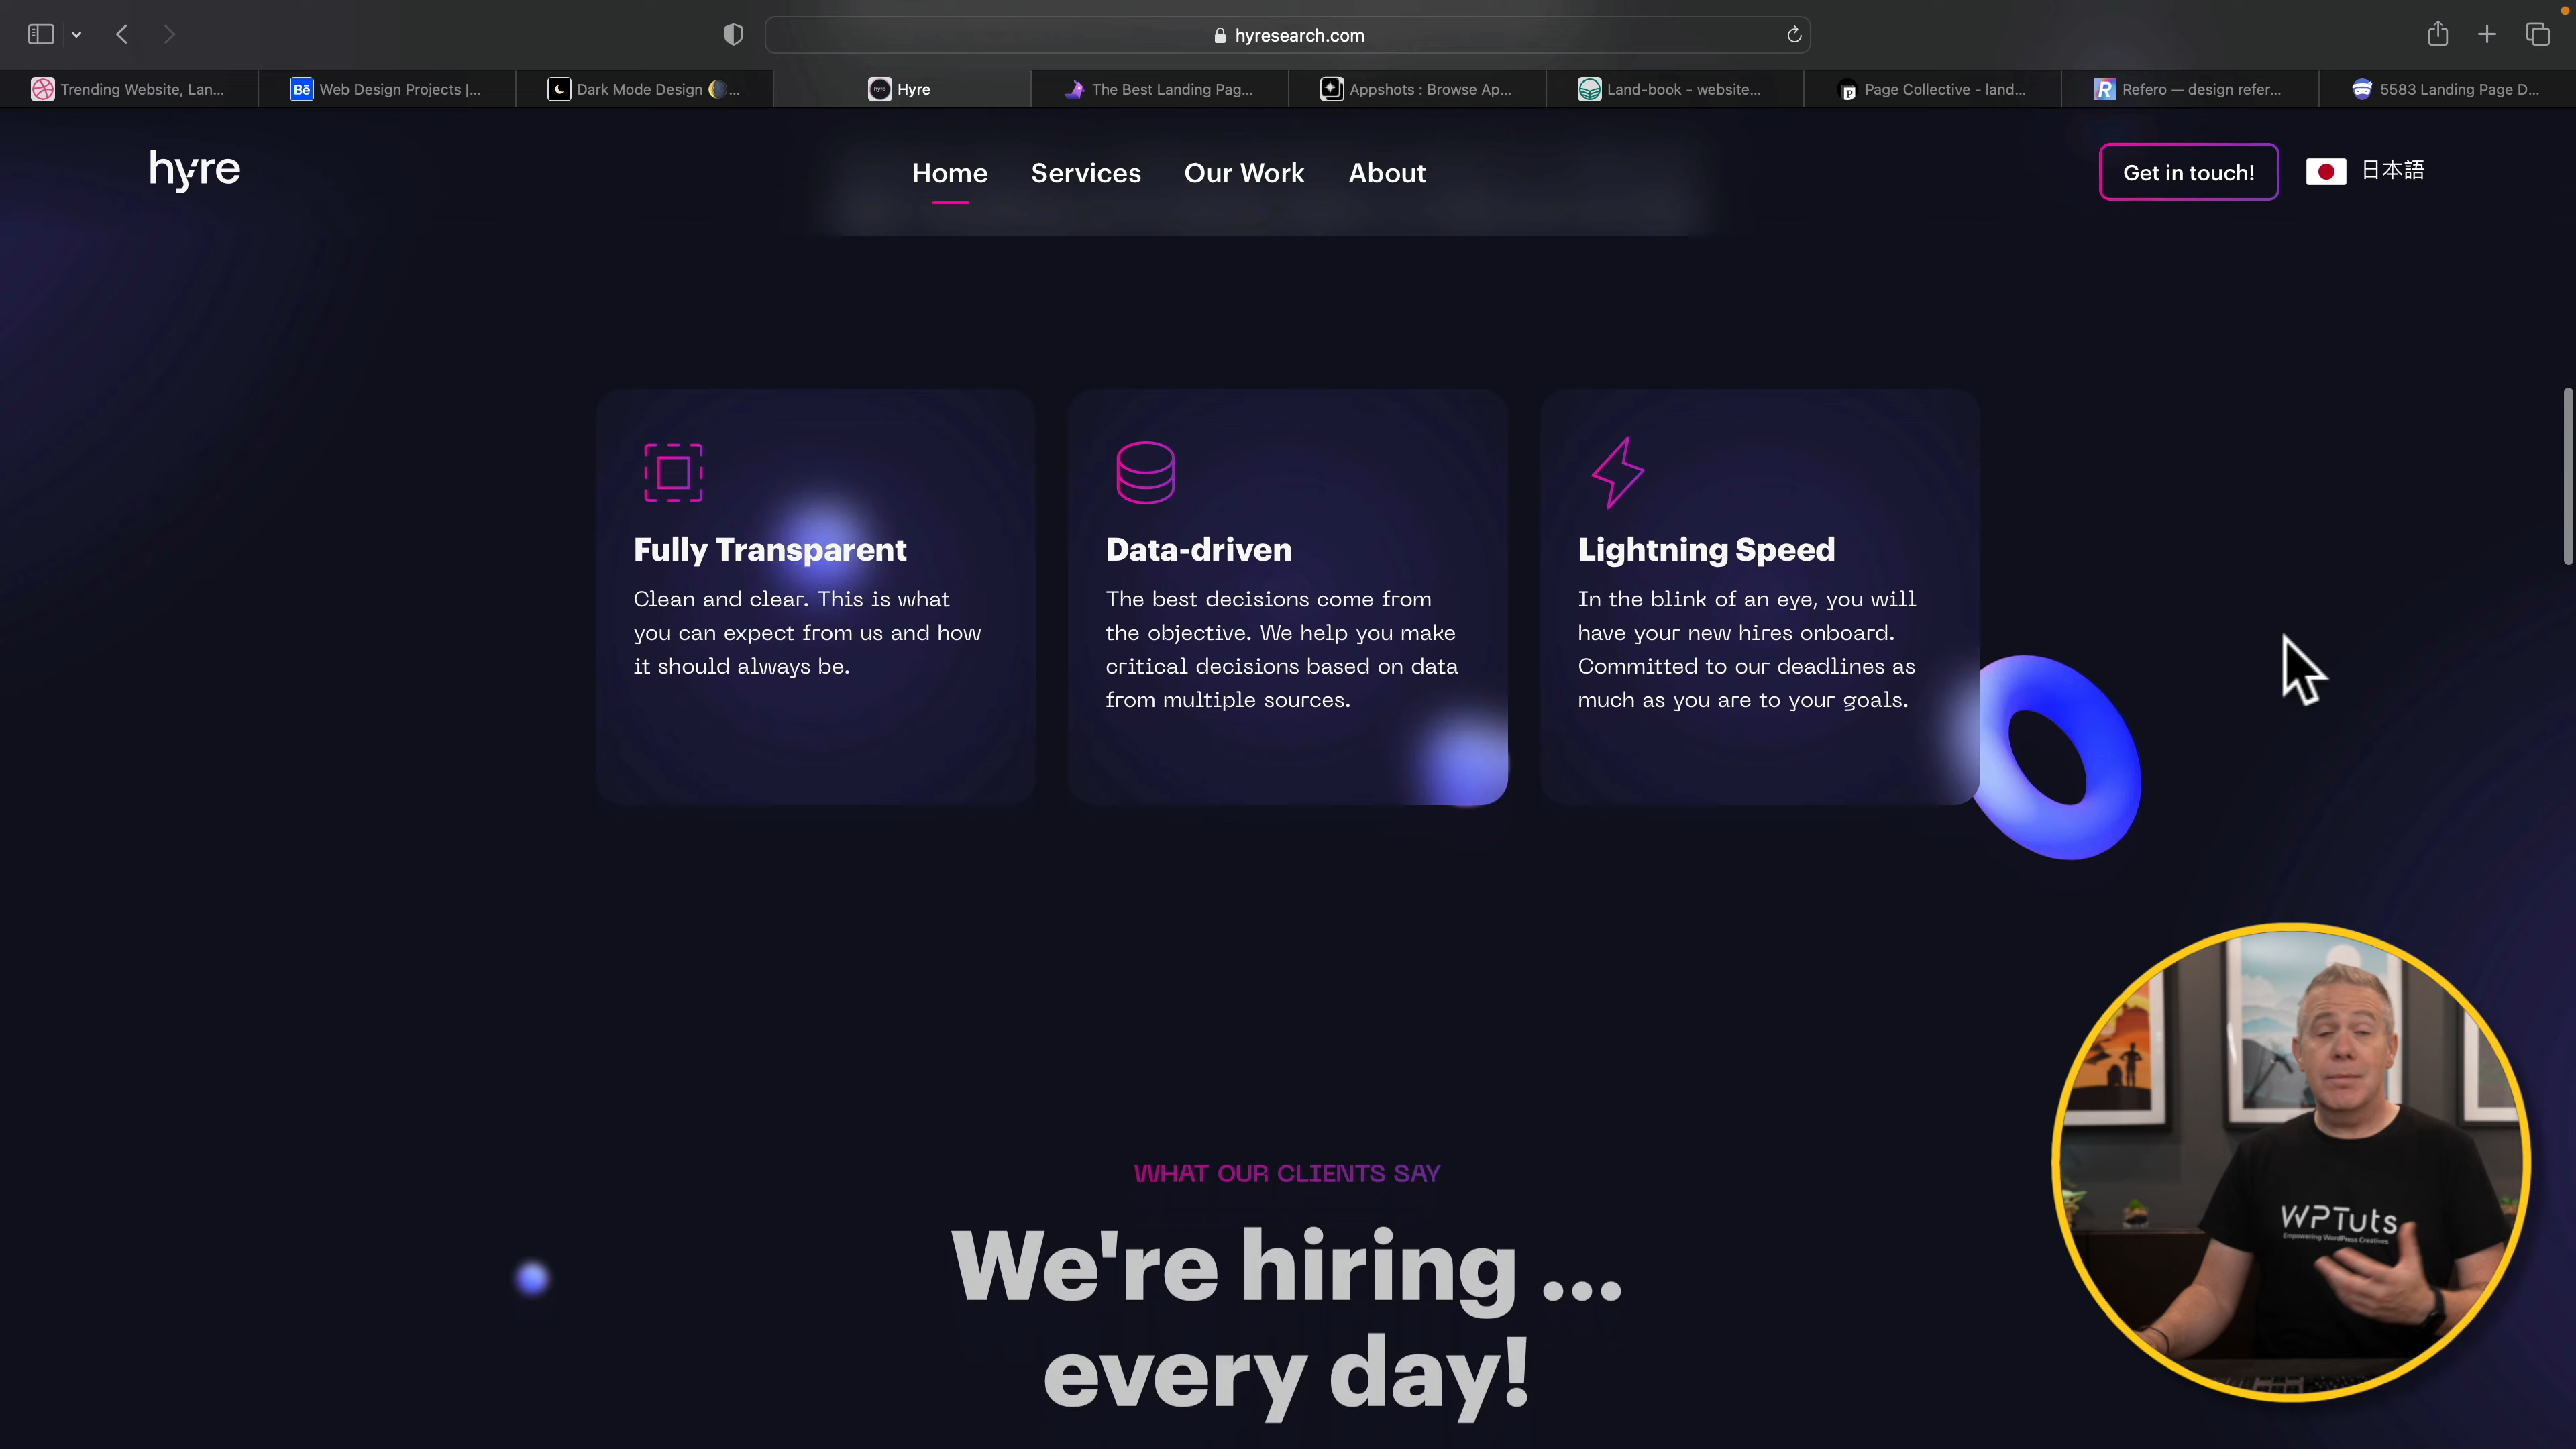 hyresearch.com
Trending Website, Lan...
Web Design Projects |...
Dark Mode Design 🌘...
Hyre
The Best Landing Pag...
Appshots : Browse Ap...
Land-book - website...
Page Collective - land...
Refero — design refer...
5583 Landing Page D...
hyre
Home
Services
Our Work
About
Get in touch!
日本語
Fully Transparent
Clean and clear. This is what
you can expect from us and how
it should always be.
Data-driven
The best decisions come from
the objective. We help you make
critical decisions based on data
from multiple sources.
Lightning Speed
In the blink of an eye, you will
have your new hires onboard.
Committed to our deadlines as
much as you are to your goals.
WHAT OUR CLIENTS SAY
We're hiring ...
every day!
WPTuts
Empowering WordPress Creatives